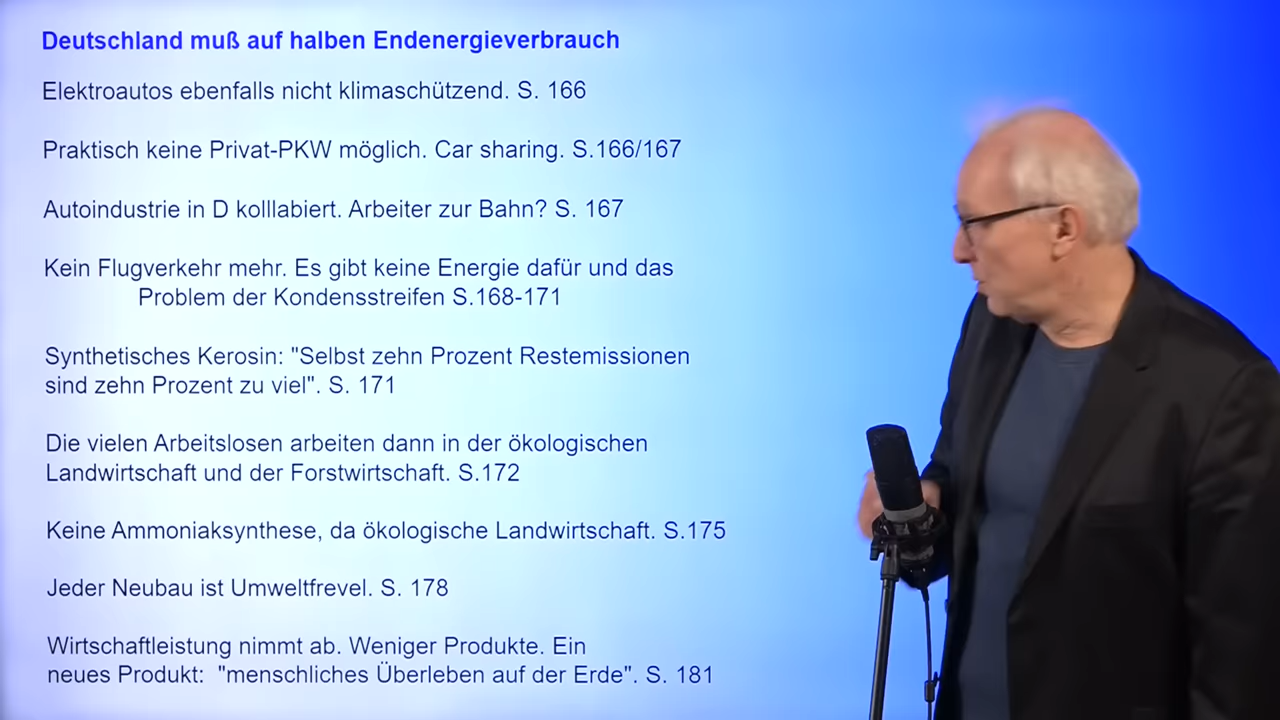 Deutschland muß auf halben Endenergieverbrauch
Elektroautos ebenfalls nicht klimaschützend. S. 166
Praktisch keine Privat-PKW möglich. Car sharing. S.166/167
Autoindustrie in D kolllabiert. Arbeiter zur Bahn? S. 167
Kein Flugverkehr mehr. Es gibt keine Energie dafür und das
Problem der Kondensstreifen S.168-171
Synthetisches Kerosin: "Selbst zehn Prozent Restemissionen
sind zehn Prozent zu viel". S. 171
Die vielen Arbeitslosen arbeiten dann in der ökologischen
Landwirtschaft und der Forstwirtschaft. S.172
Keine Ammoniaksynthese, da ökologische Landwirtschaft. S.175
Jeder Neubau ist Umweltfrevel. S. 178
Wirtschaftleistung nimmt ab. Weniger Produkte. Ein
neues Produkt: "menschliches Überleben auf der Erde". S. 181